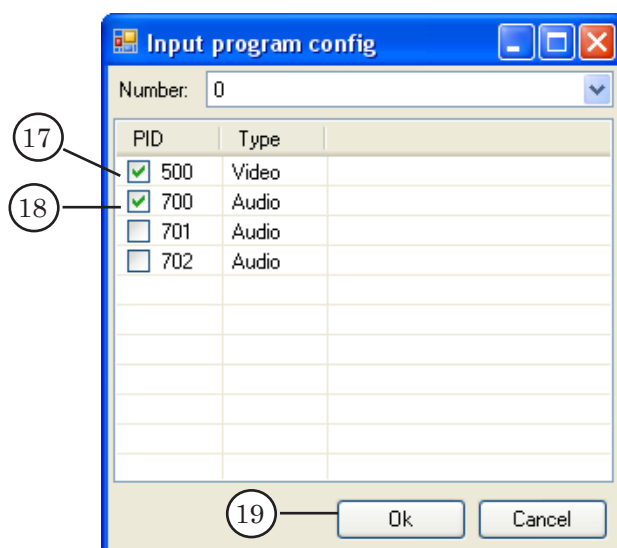 Input program config
Number: 0
PID Type
17
500 Video
18
700 Audio
701 Audio
702 Audio
19
Ok Cancel